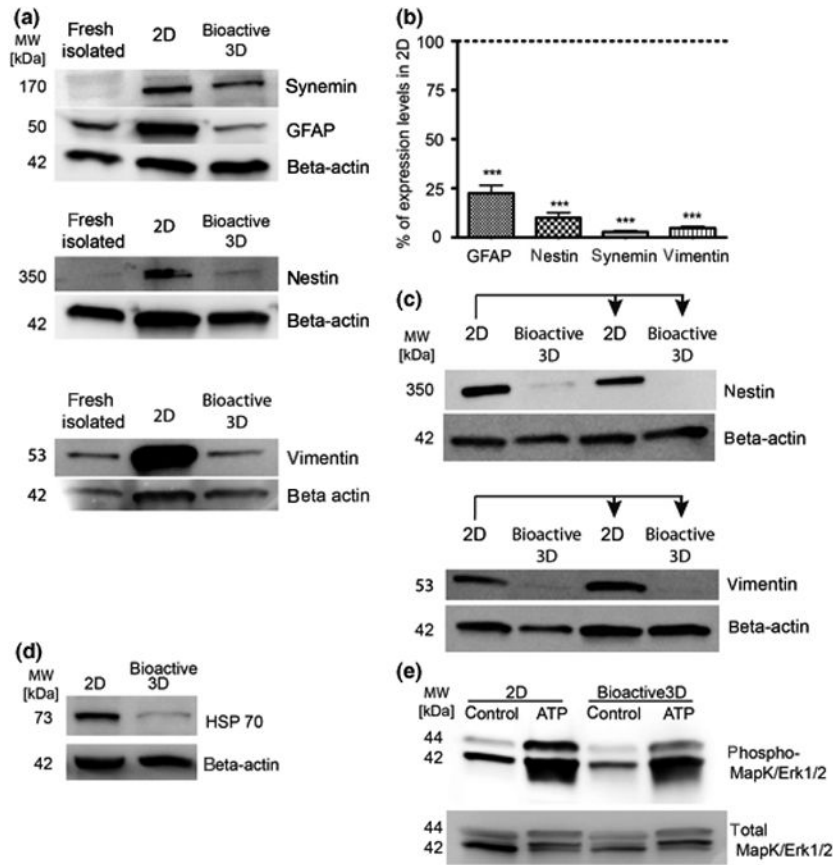 (a)
MW
[kDa]
Fresh
isolated
2D
Bioactive
3D
170
Synemin
50
GFAP
42
Beta-actin
Fresh
isolated
2D
Bioactive
3D
350
Nestin
42
Beta-actin
Fresh
isolated
2D
Bioactive
3D
53
Vimentin
42
Beta actin
(b)
% of expression levels in 2D
100
75
50
25
0
***
***
***
***
GFAP Nestin Synemin Vimentin
(c)
MW
[kDa]
2D
Bioactive
3D
2D
Bioactive
3D
350
Nestin
42
Beta-actin
2D
Bioactive
3D
2D
Bioactive
3D
53
Vimentin
42
Beta-actin
(d)
MW
[kDa]
2D
Bioactive
3D
73
HSP 70
42
Beta-actin
(e)
MW
[kDa]
2D Bioactive3D
Control ATP Control ATP
44
42
Phospho-
MapK/Erk1/2
44
42
Total
MapK/Erk1/2